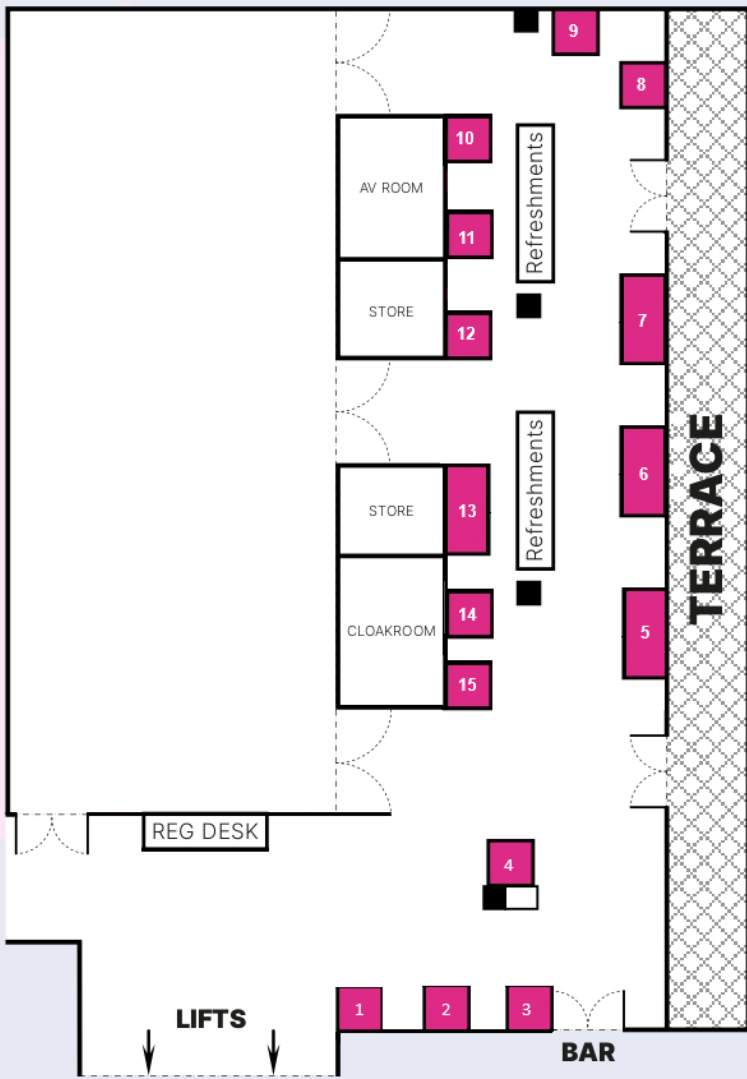 9
8
10
Refreshments
AV ROOM
11
7
STORE
12
Refreshments
6
TERRACE
STORE
13
14
CLOAKROOM
5
15
REG DESK
4
1
2
3
LIFTS
BAR